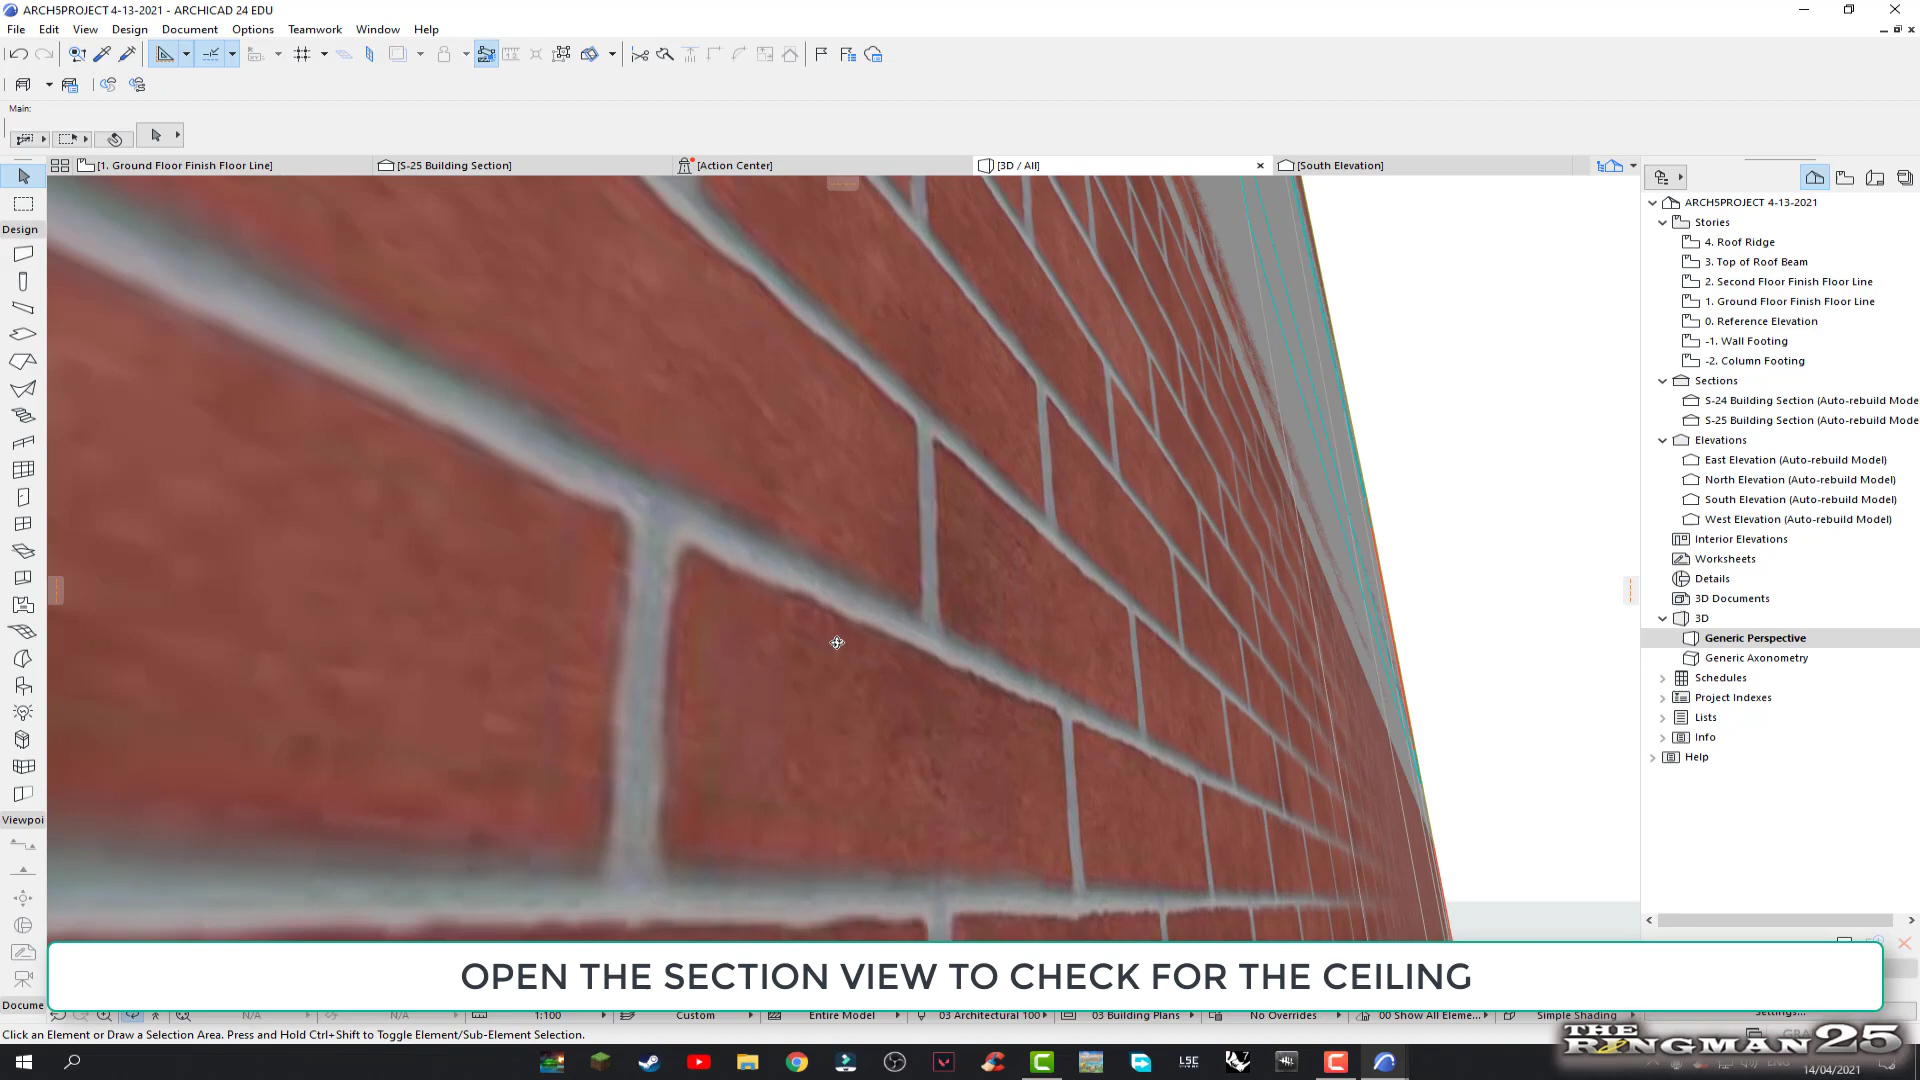 ARCH5PROJECT 4-13-2021 - ARCHICAD 24 EDU
File Edit View Design Document Options Teamwork Window Help
Main:
[1. Ground Floor Finish Floor Line] [S-25 Building Section] [Action Center] [3D / All] [South Elevation]
Design
ARCH5PROJECT 4-13-2021
Stories
4. Roof Ridge
3. Top of Roof Beam
2. Second Floor Finish Floor Line
1. Ground Floor Finish Floor Line
0. Reference Elevation
-1. Wall Footing
-2. Column Footing
Sections
S-24 Building Section (Auto-rebuild Mode
S-25 Building Section (Auto-rebuild Mode
Elevations
East Elevation (Auto-rebuild Model)
North Elevation (Auto-rebuild Model)
South Elevation (Auto-rebuild Model)
West Elevation (Auto-rebuild Model)
Interior Elevations
Worksheets
Details
3D Documents
3D
Generic Perspective
Generic Axonometry
Schedules
Project Indexes
Lists
Info
Help
Viewpoi
Docume
OPEN THE SECTION VIEW TO CHECK FOR THE CEILING
N/A N/A 1:100 Custom Entire Model 03 Architectural 100 03 Building Plans No Overrides 00 Show All Eleme... Simple Shading
Click an Element or Draw a Selection Area. Press and Hold Ctrl+Shift to Toggle Element/Sub-Element Selection.
THE RINGMAN 25
LSE
14/04/2021